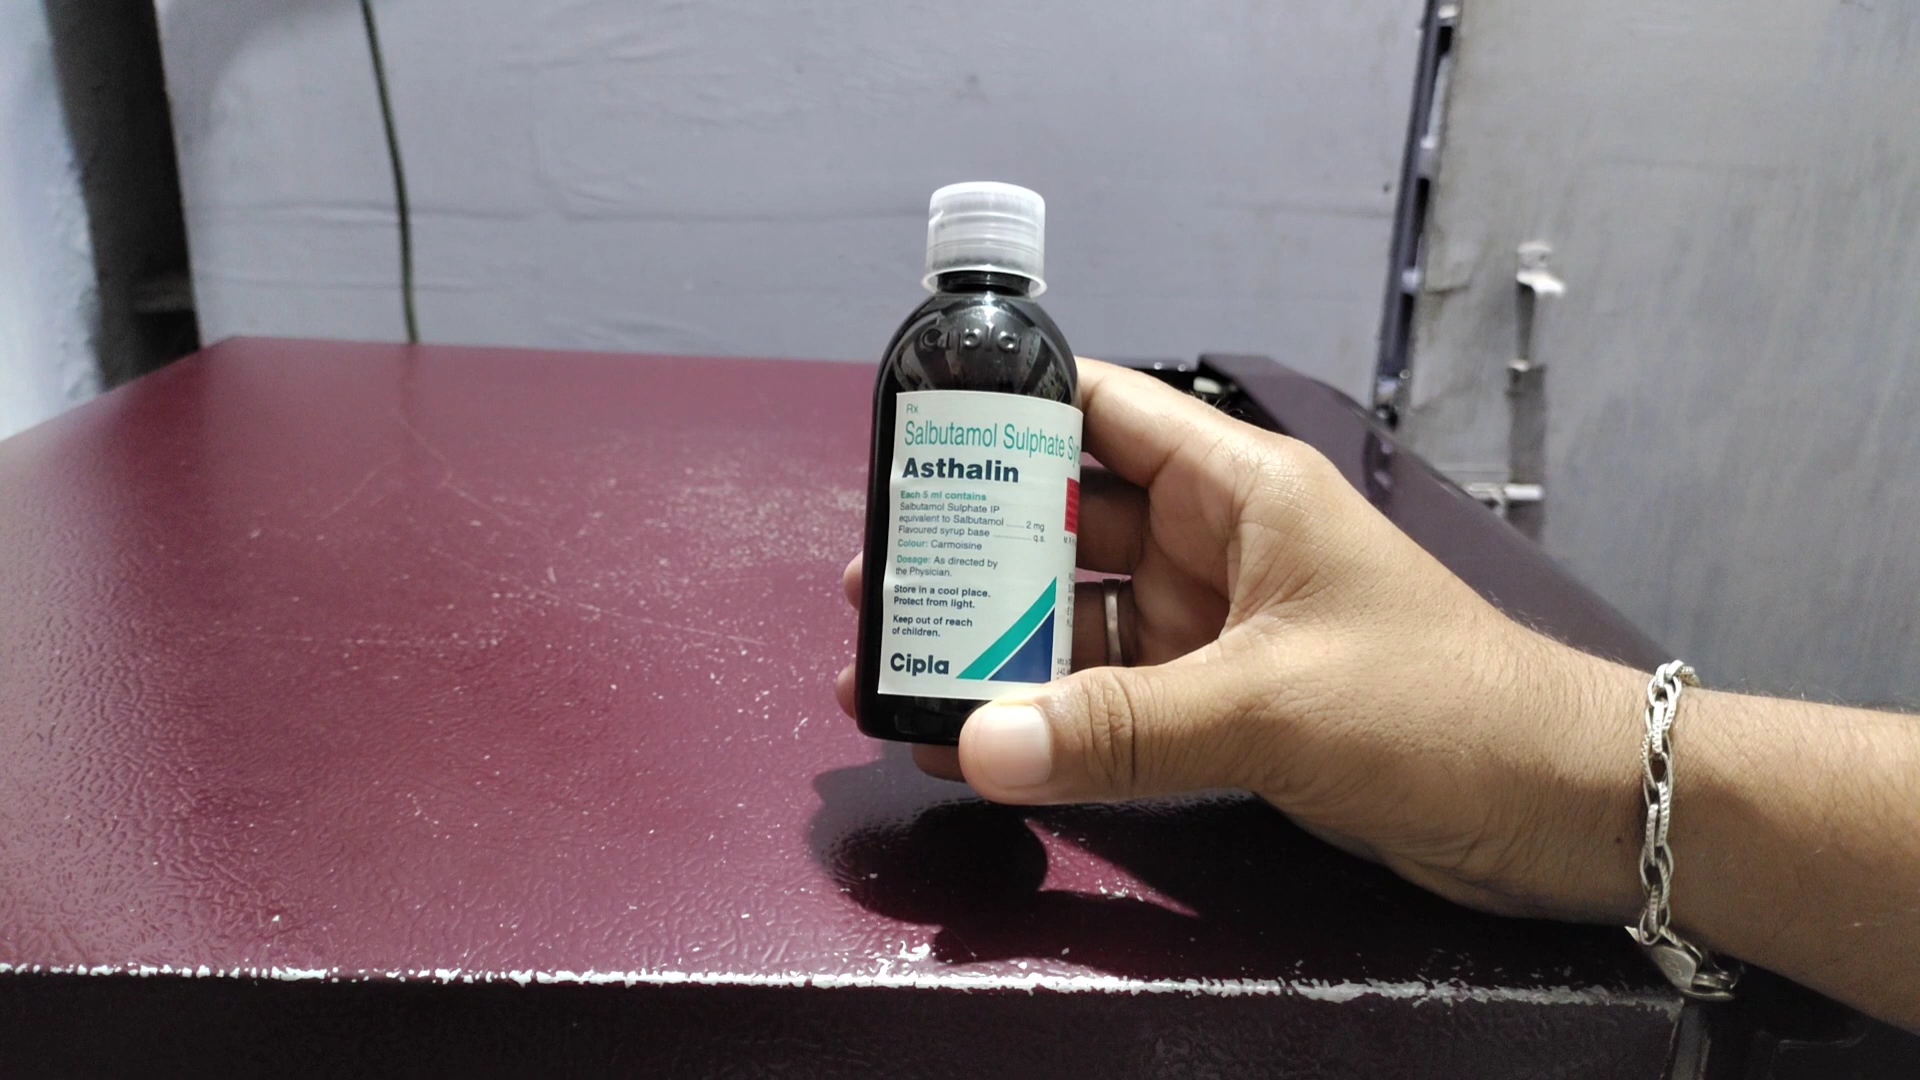 Cipla
Rx
Salbutamol Sulphate
Asthalin
Each 5 ml contains
Salbutamol Sulphate IP
equivalent to Salbutamol ...... 2 mg
Flavoured syrup base ............ q.s.
Colour: Carmoisine
Dosage: As directed by
the Physician.
Store in a cool place.
Protect from light.
Keep out of reach
of children.
Cipla